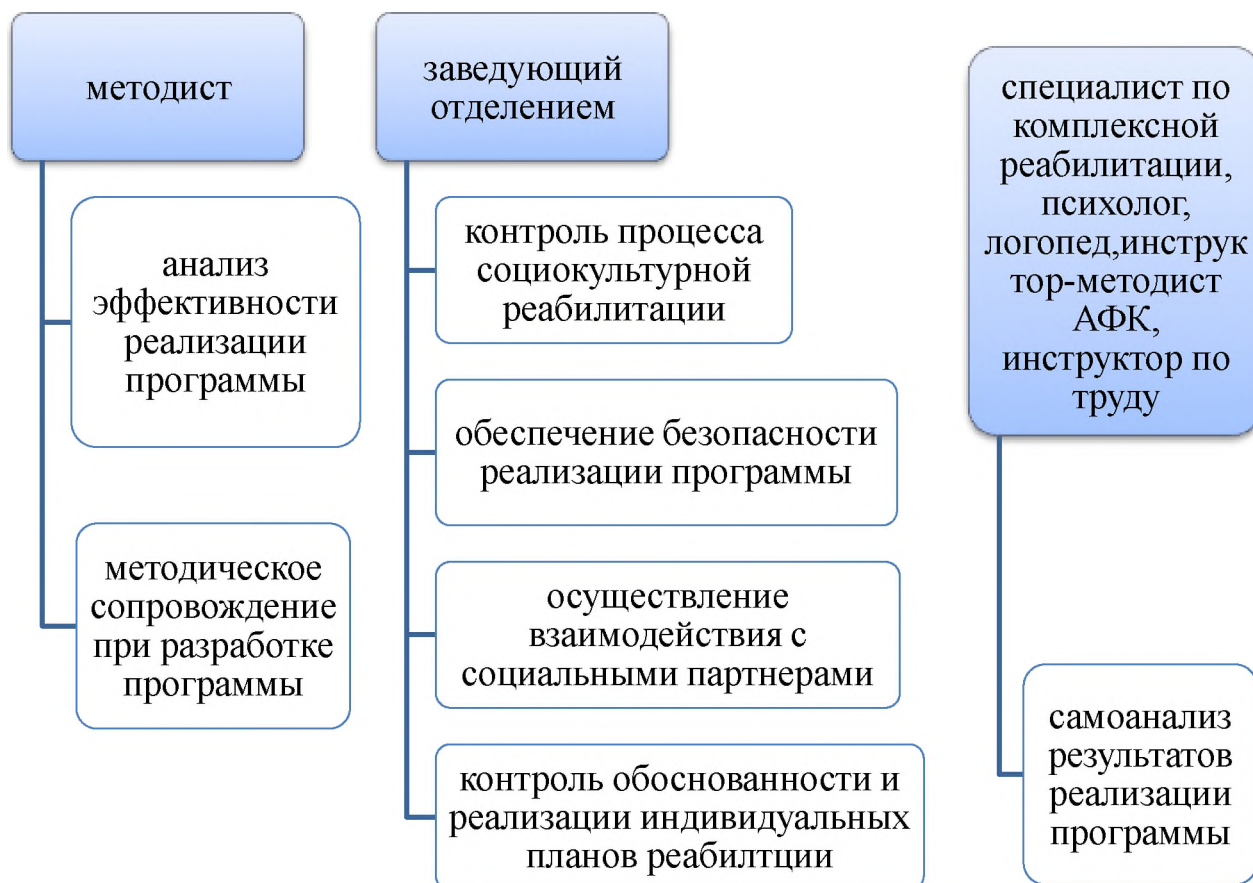 методист
анализ
эффективности
реализации
программы
методическое
сопровождение
при разработке
программы
заведующий
отделением
контроль процесса
социокультурной
реабилитации
обеспечение безопасности
реализации программы
осуществление
взаимодействия с
социальными партнерами
контроль обоснованности и
реализации индивидуальных
планов реабилтции
специалист по
комплексной
реабилитации,
психолог,
логопед,инструк
тор-методист
АФК,
инструктор по
труду
самоанализ
результатов
реализации
программы